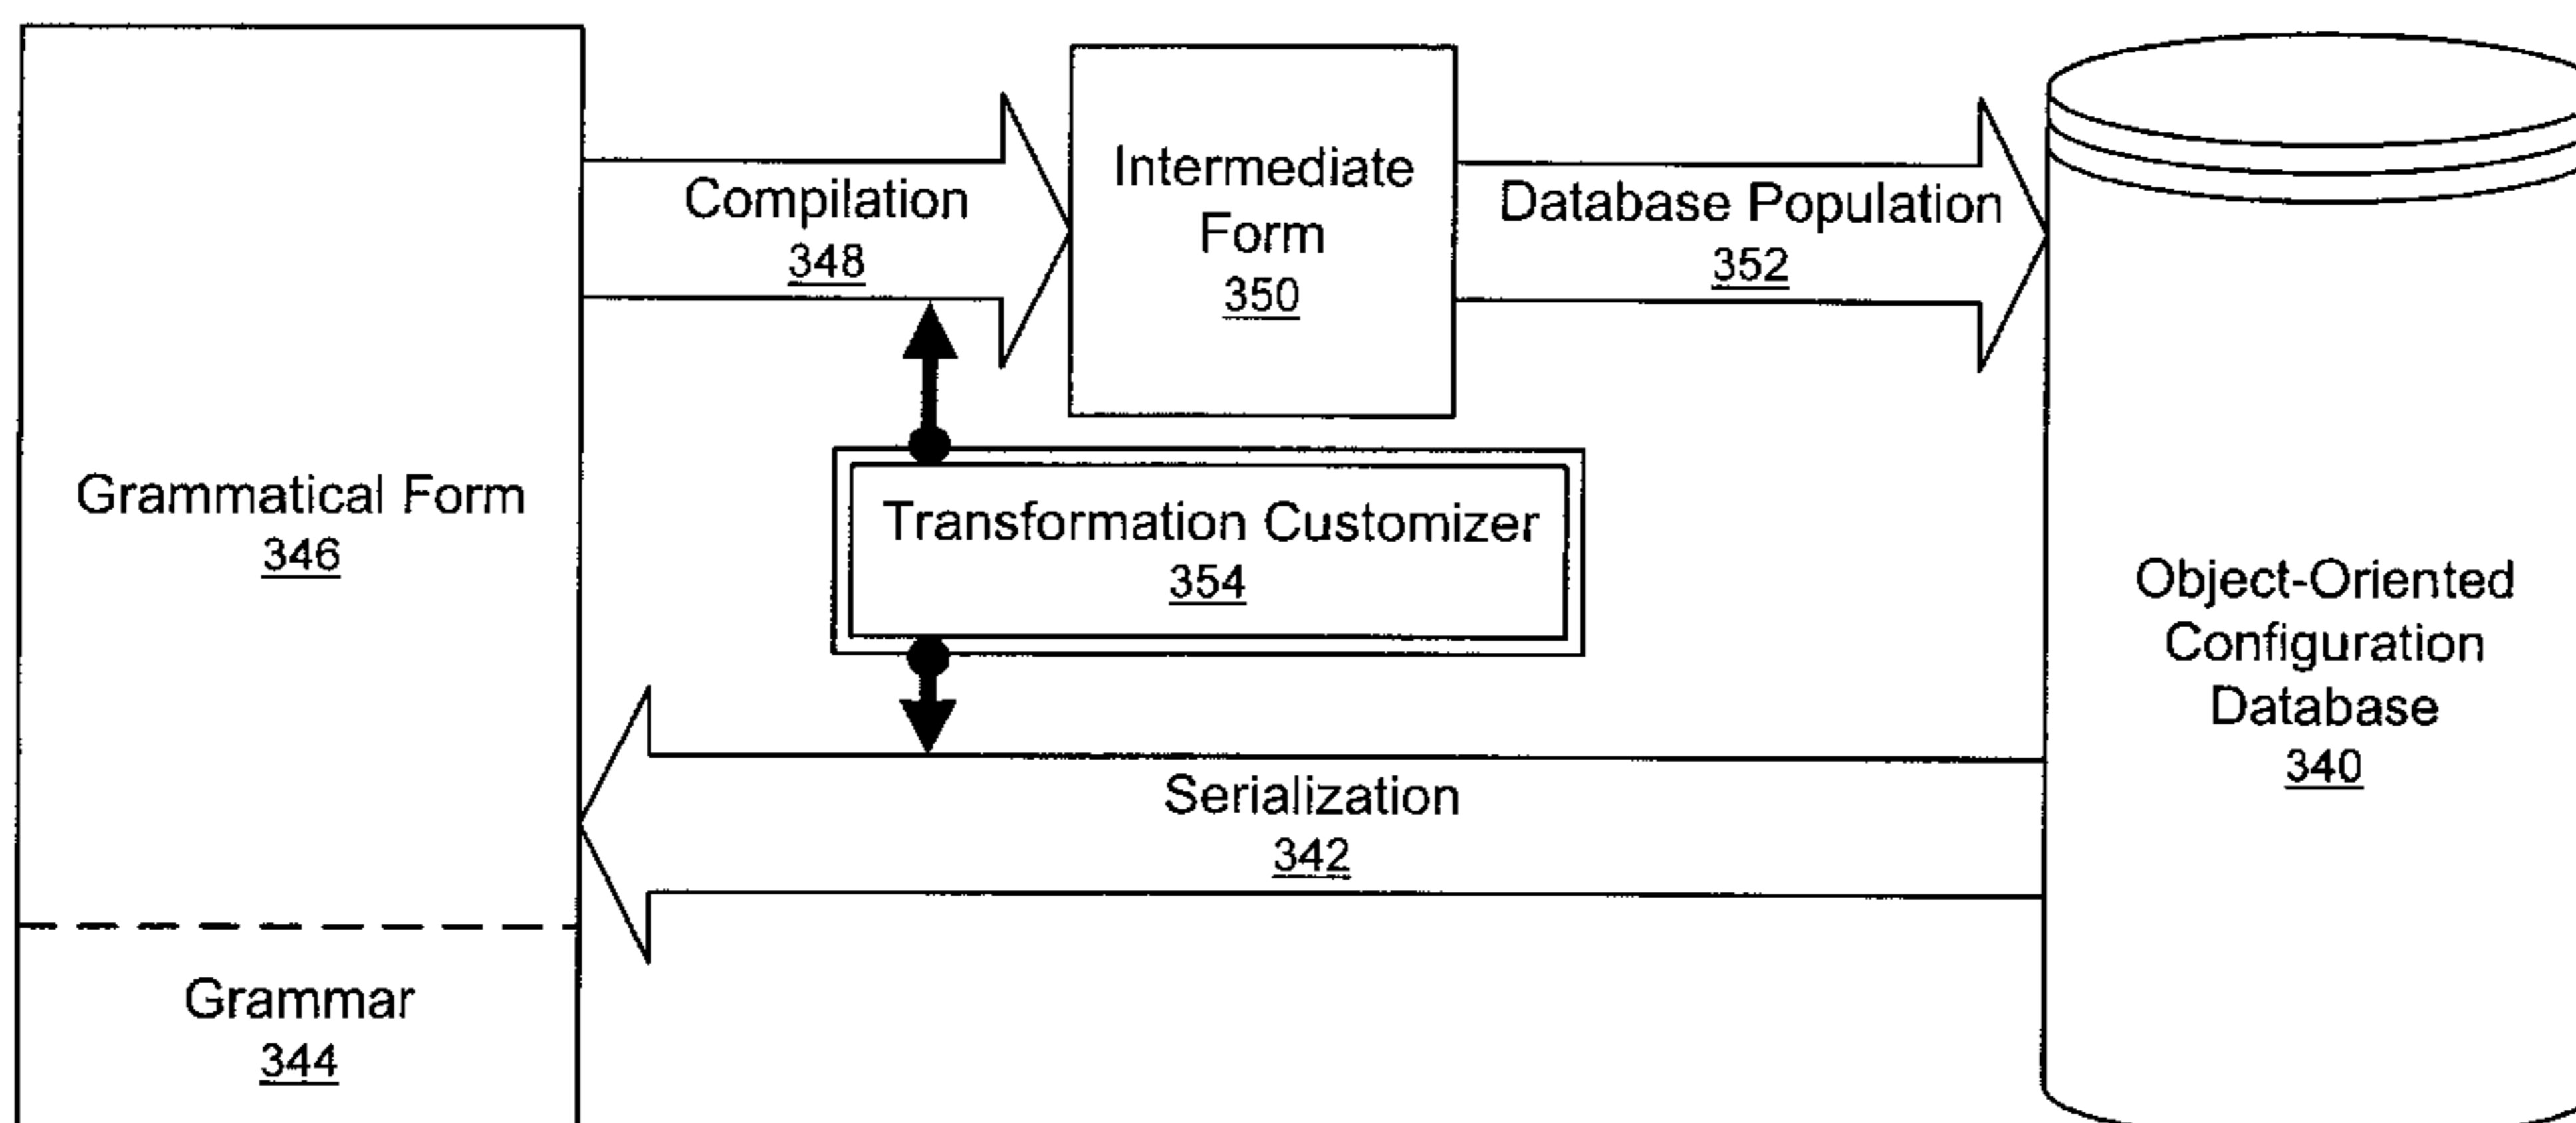 Compilation
348
Intermediate
Form
350
Database Population
352
Grammatical Form
346
Transformation Customizer
354
Object-Oriented
Configuration
Database
340
Serialization
342
Grammar
344